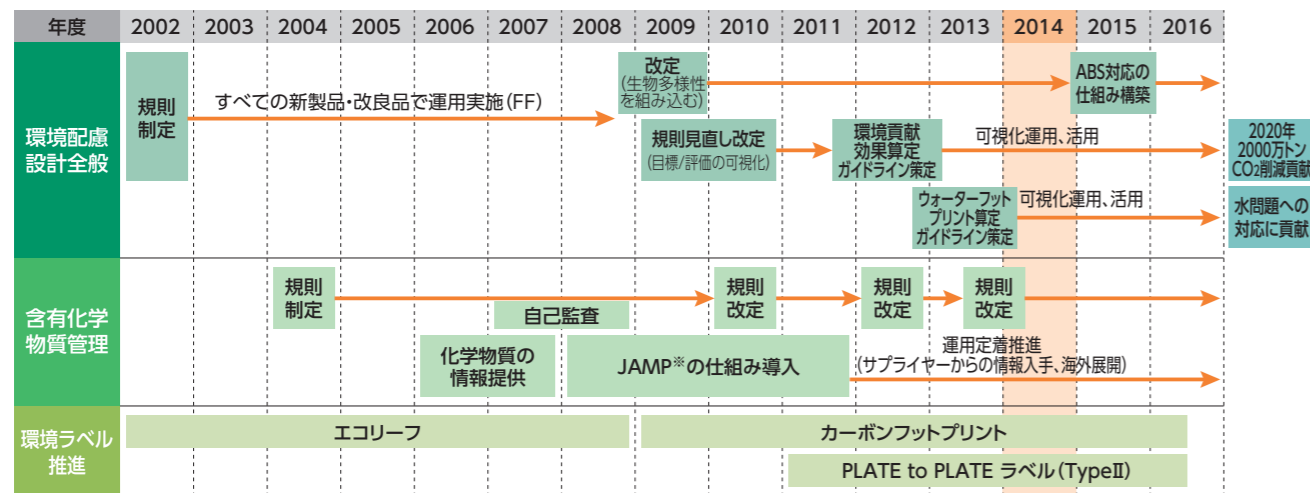 年度
2002
2003
2004
2005
2006
2007
2008
2009
2010
2011
2012
2013
2014
2015
2016
環境配慮
設計全般
規則
制定
すべての新製品・改良品で運用実施(FF)
改定
(生物多様性
を組み込む)
ABS対応の
仕組み構築
規則見直し改定
(目標/評価の可視化)
環境貢献
効果算定
ガイドライン策定
可視化運用、活用
2020年
2000万トン
CO2削減貢献
ウォーターフット
プリント算定
ガイドライン策定
可視化運用、活用
水問題への
対応に貢献
含有化学
物質管理
規則
制定
規則
改定
規則
改定
規則
改定
自己監査
化学物質の
情報提供
JAMP※の仕組み導入
運用定着推進
(サプライヤーからの情報入手、海外展開)
環境ラベル
推進
エコリーフ
カーボンフットプリント
PLATE to PLATE ラベル(TypeⅡ)